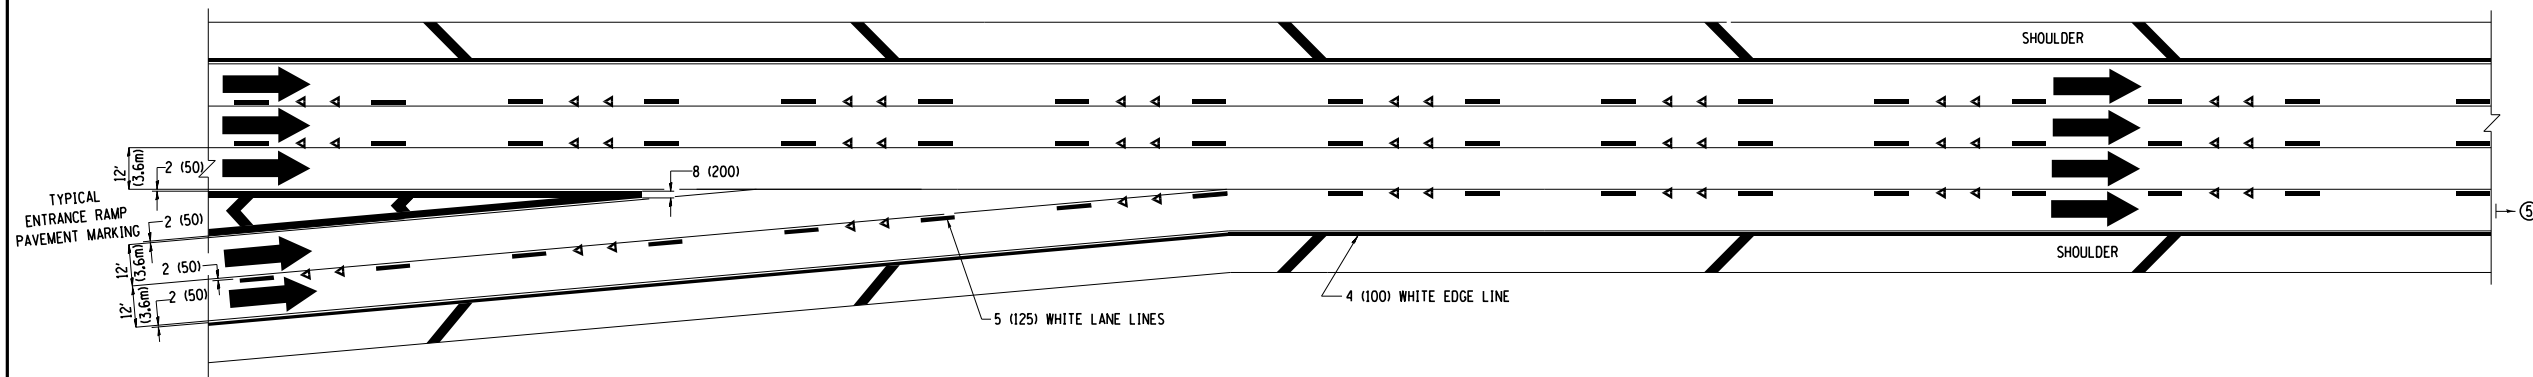 SHOULDER
12'
(3.6m)
2 (50)
8 (200)
TYPICAL
ENTRANCE RAMP
PAVEMENT MARKING
2 (50)
5
12'
(3.6m)
2 (50)
SHOULDER
12'
(3.6m)
2 (50)
4 (100) WHITE EDGE LINE
5 (125) WHITE LANE LINES